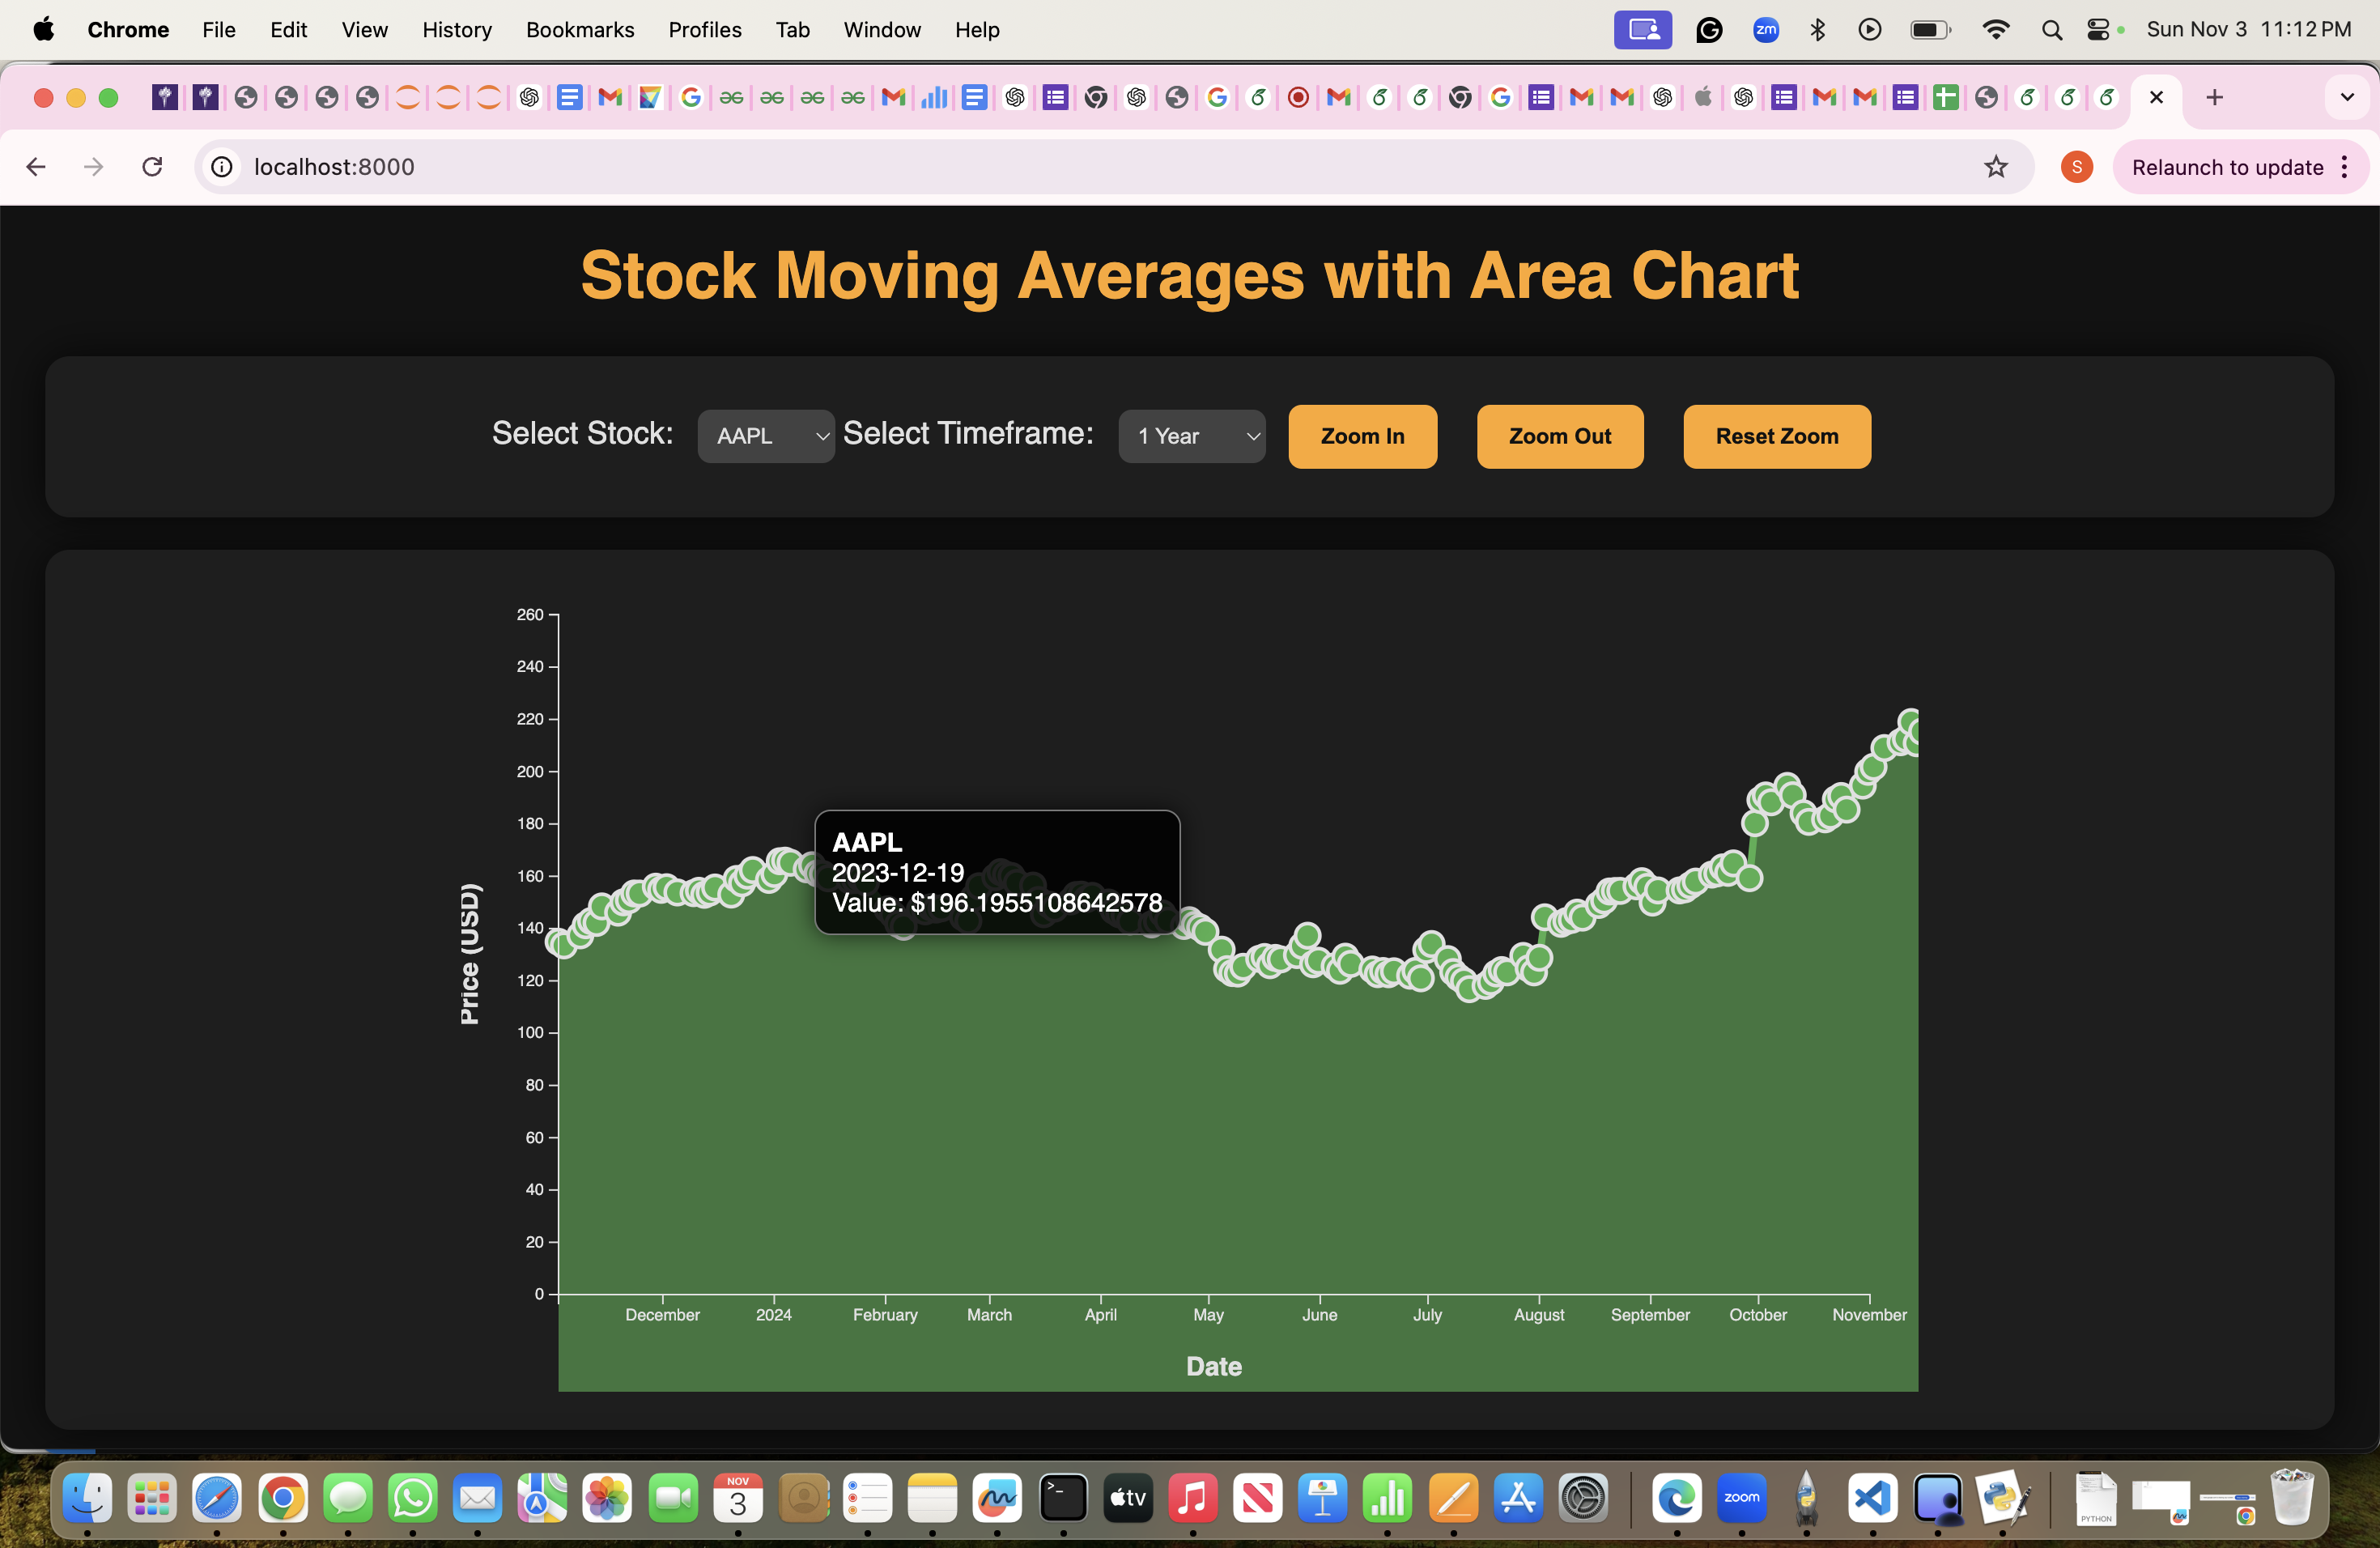 Chrome File Edit View History Bookmarks Profiles Tab Window Help zm Sun Nov 3 11:12 PM
localhost:8000 S Relaunch to update
Stock Moving Averages with Area Chart
Select Stock: AAPL Select Timeframe: 1 Year Zoom In Zoom Out Reset Zoom
260
240
220
200
180
160
140
120
100
80
60
40
20
0
Price (USD)
AAPL
2023-12-19
Value: $196.1955108642578
December 2024 February March April May June July August September October November
Date
NOV
3
>_
tv
zoom
PYTHON